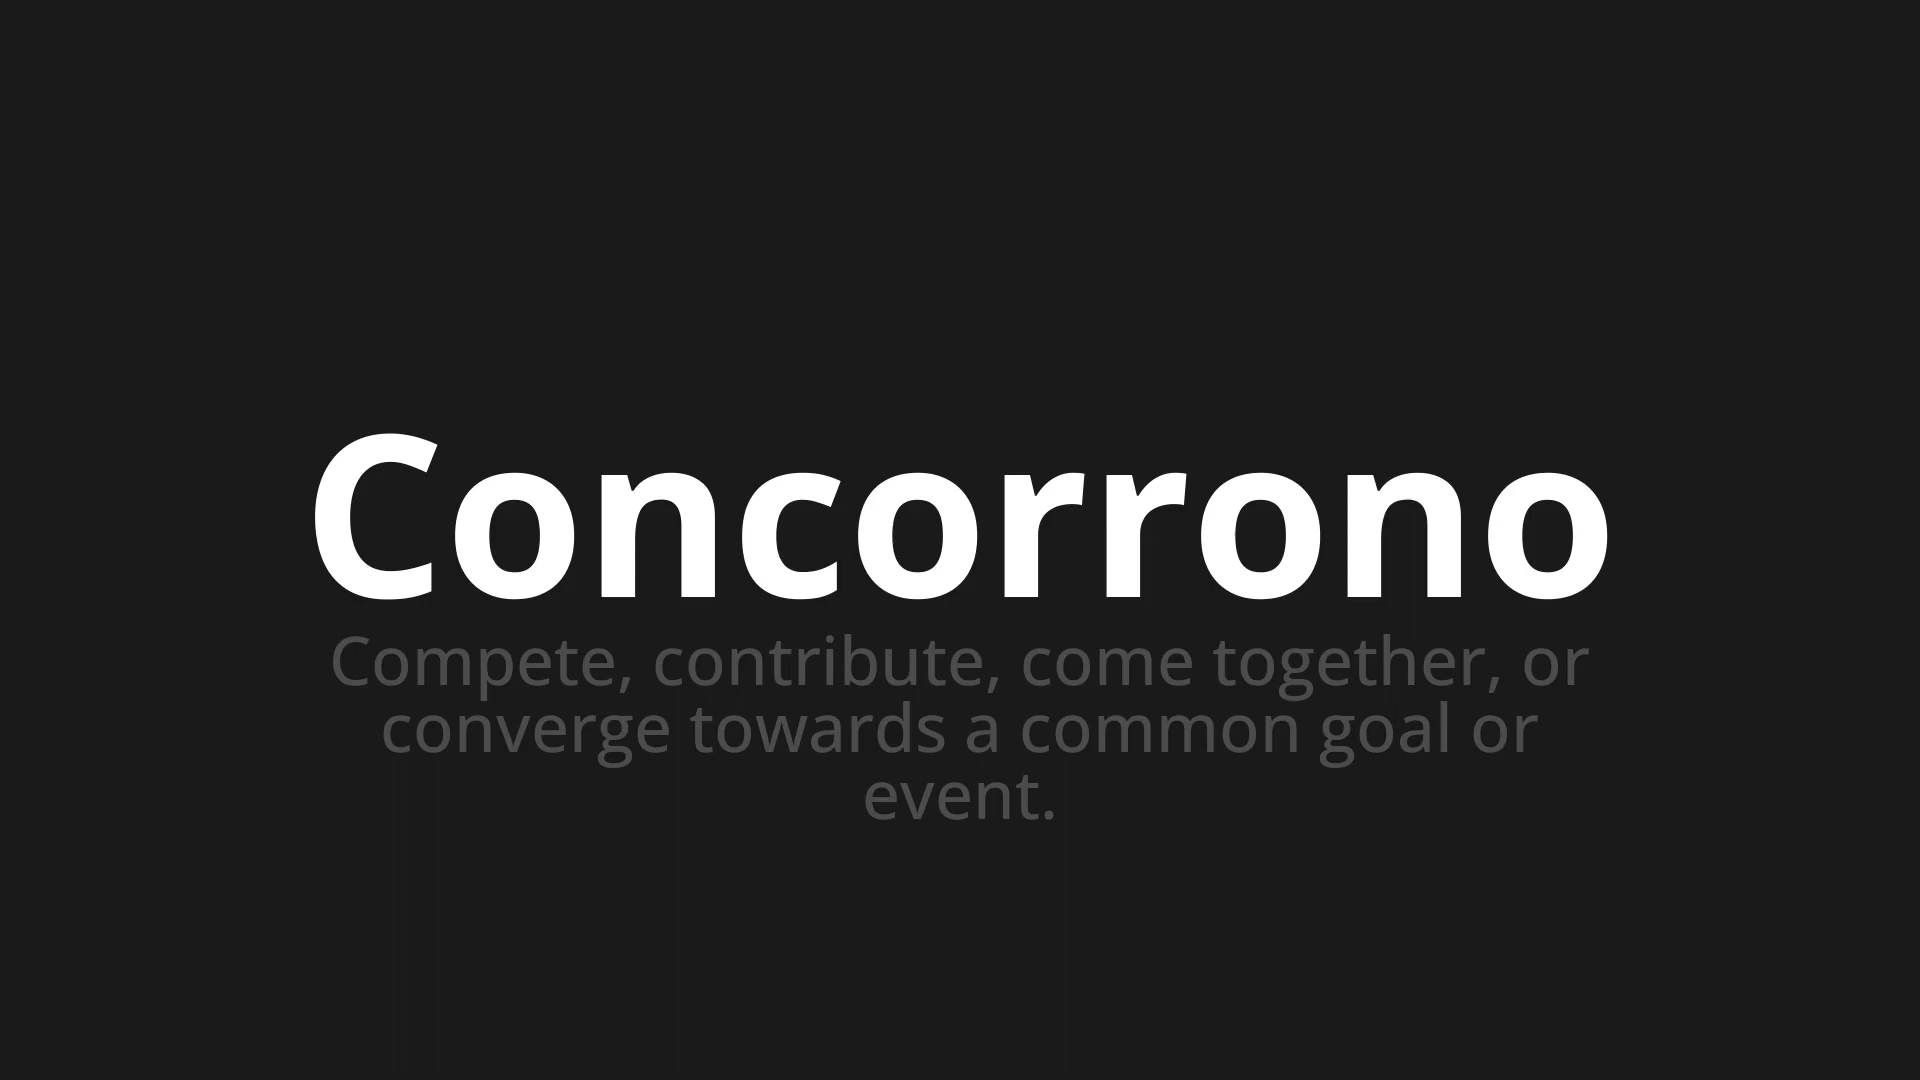 Concorrono
Compete, contribute, come together, or
converge towards a common goal or
event.